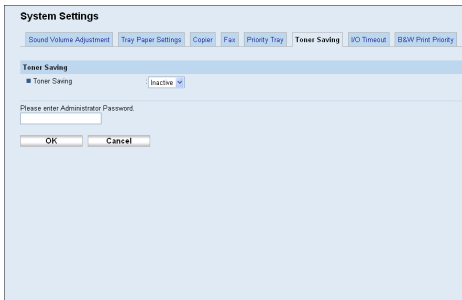 System Settings
Sound Volume Adjustment Tray Paper Settings Copier Fax Priority Tray Toner Saving I/O Timeout B&W Print Priority
Toner Saving
Toner Saving Inactive
Please enter Administrator Password.
OK Cancel